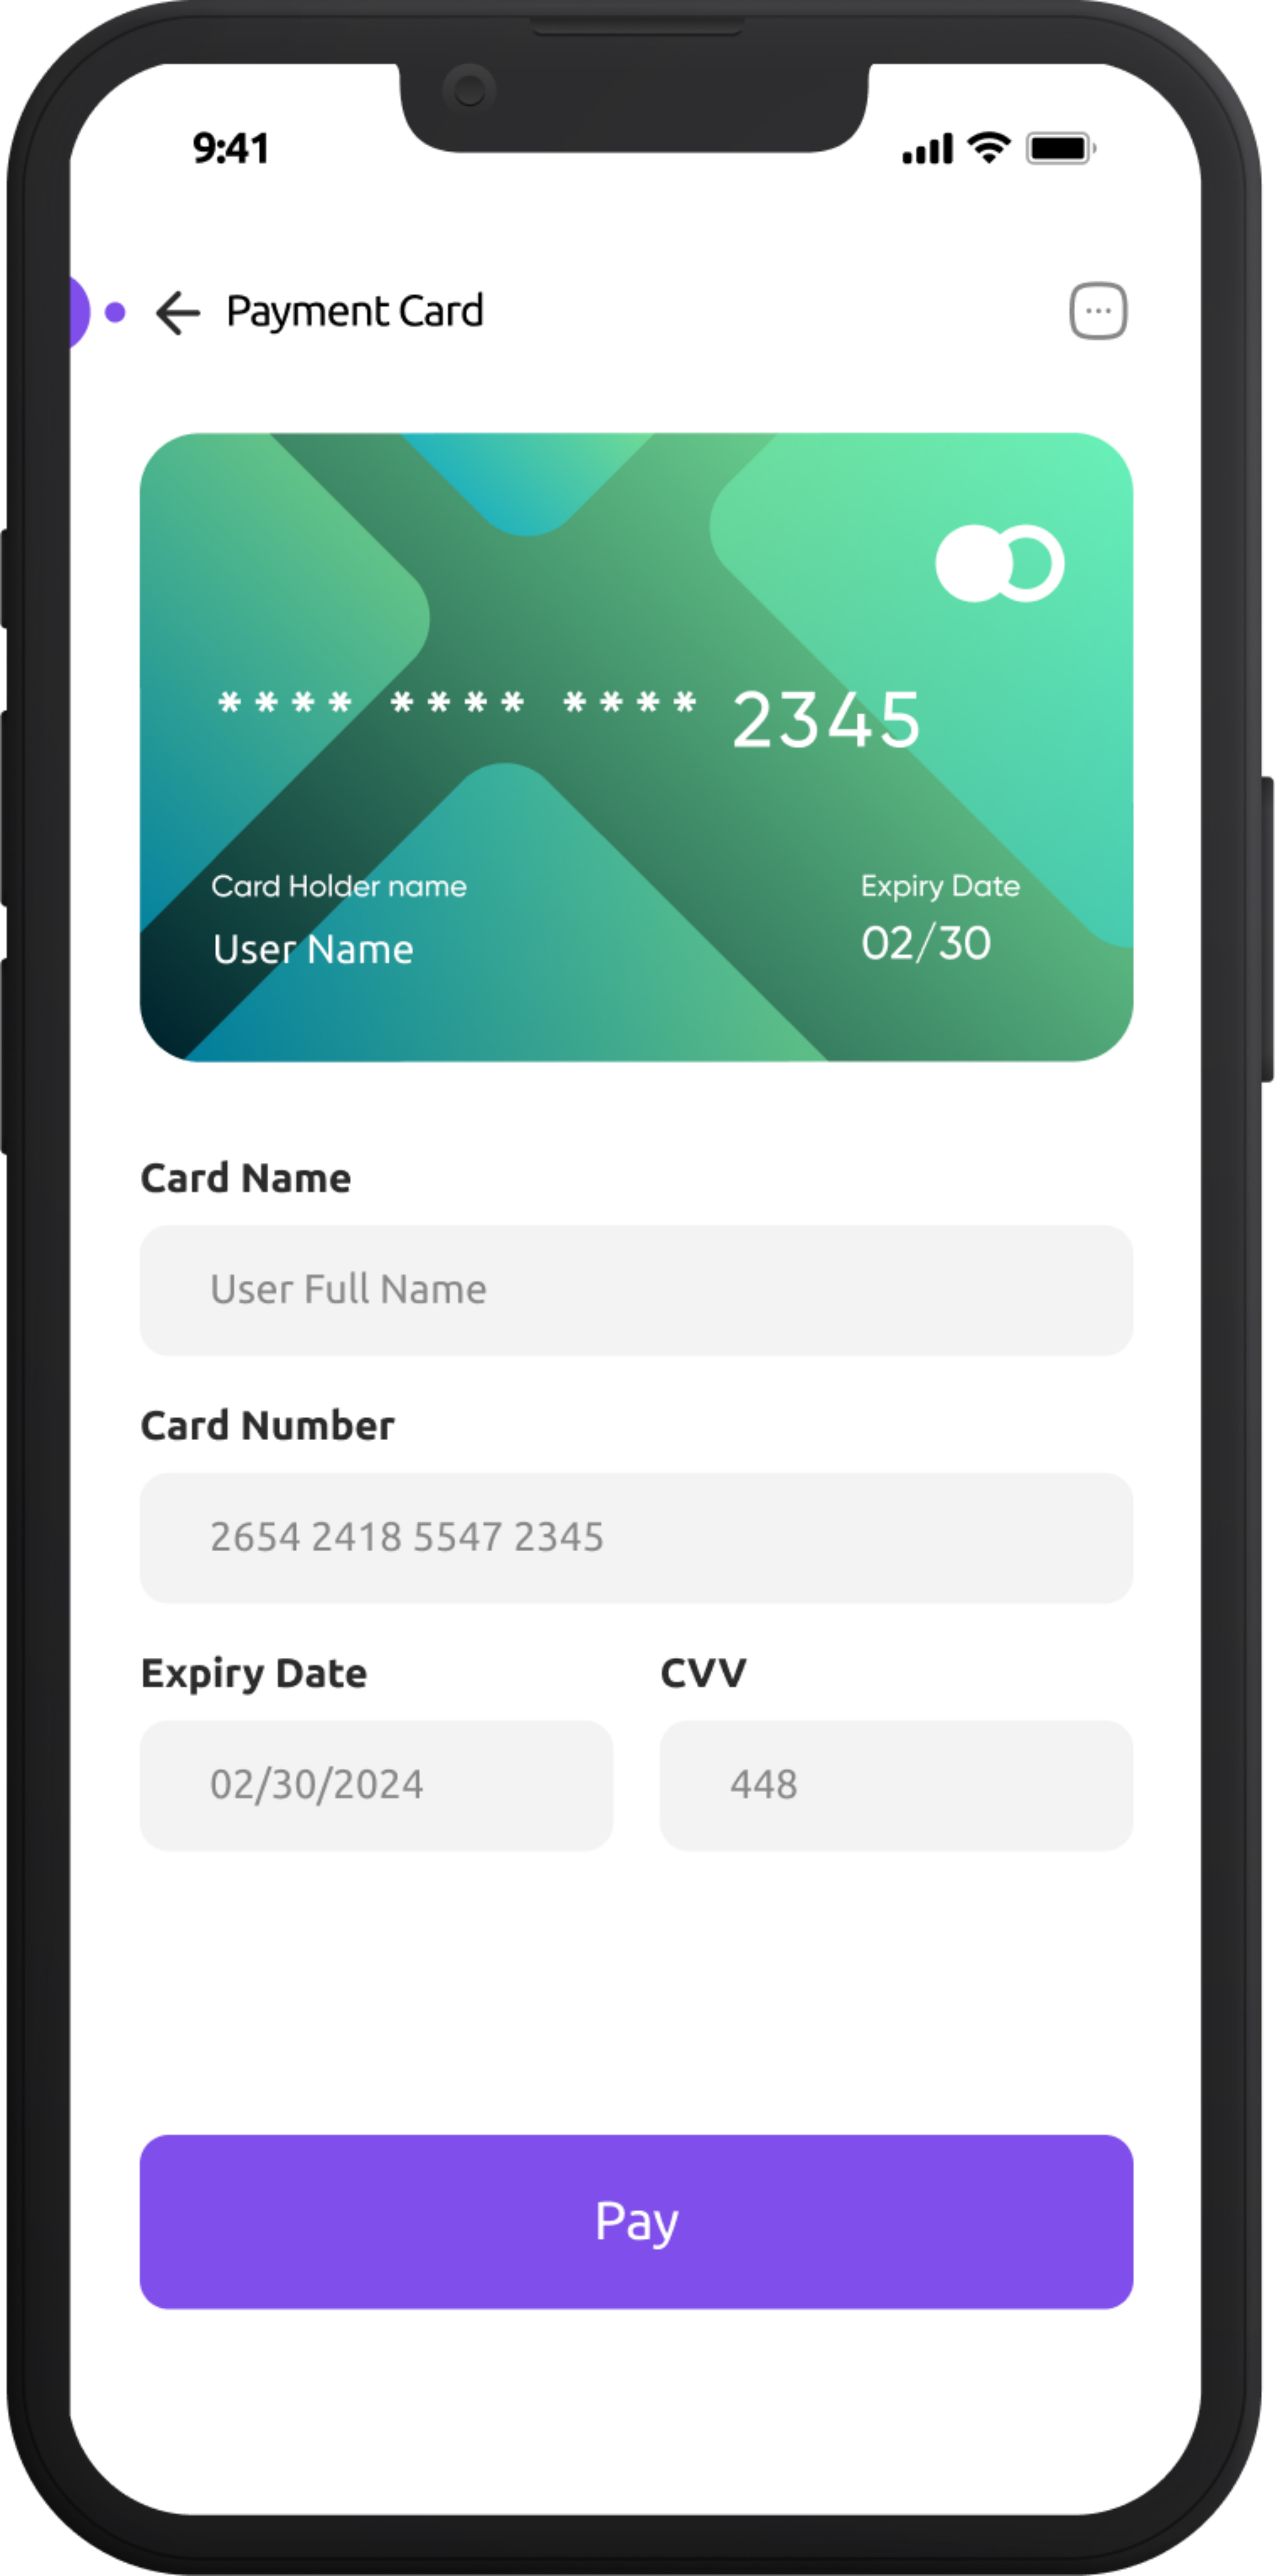 9:41
Payment Card
**** **** **** 2345
Card Holder name
Expiry Date
User Name
02/30
Card Name
User Full Name
Card Number
2654 2418 5547 2345
Expiry Date
CVV
02/30/2024
448
Pay